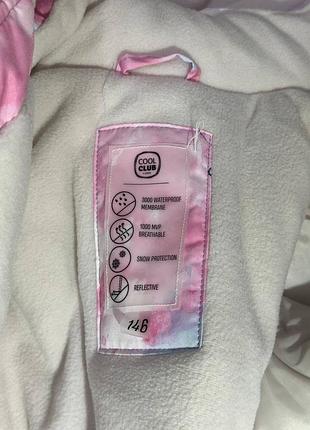 COOL
CLUB
3000 WATERPROOF
MEMBRANE
1000 MVP
BREATHABLE
SNOW PROTECTION
REFLECTIVE
146